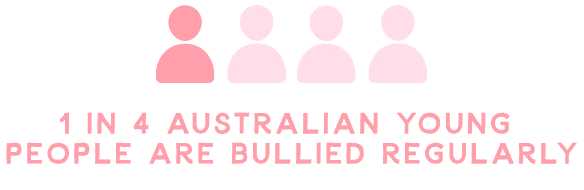 1 IN 4 AUSTRALIAN YOUNG
PEOPLE ARE BULLIED REGULARLY